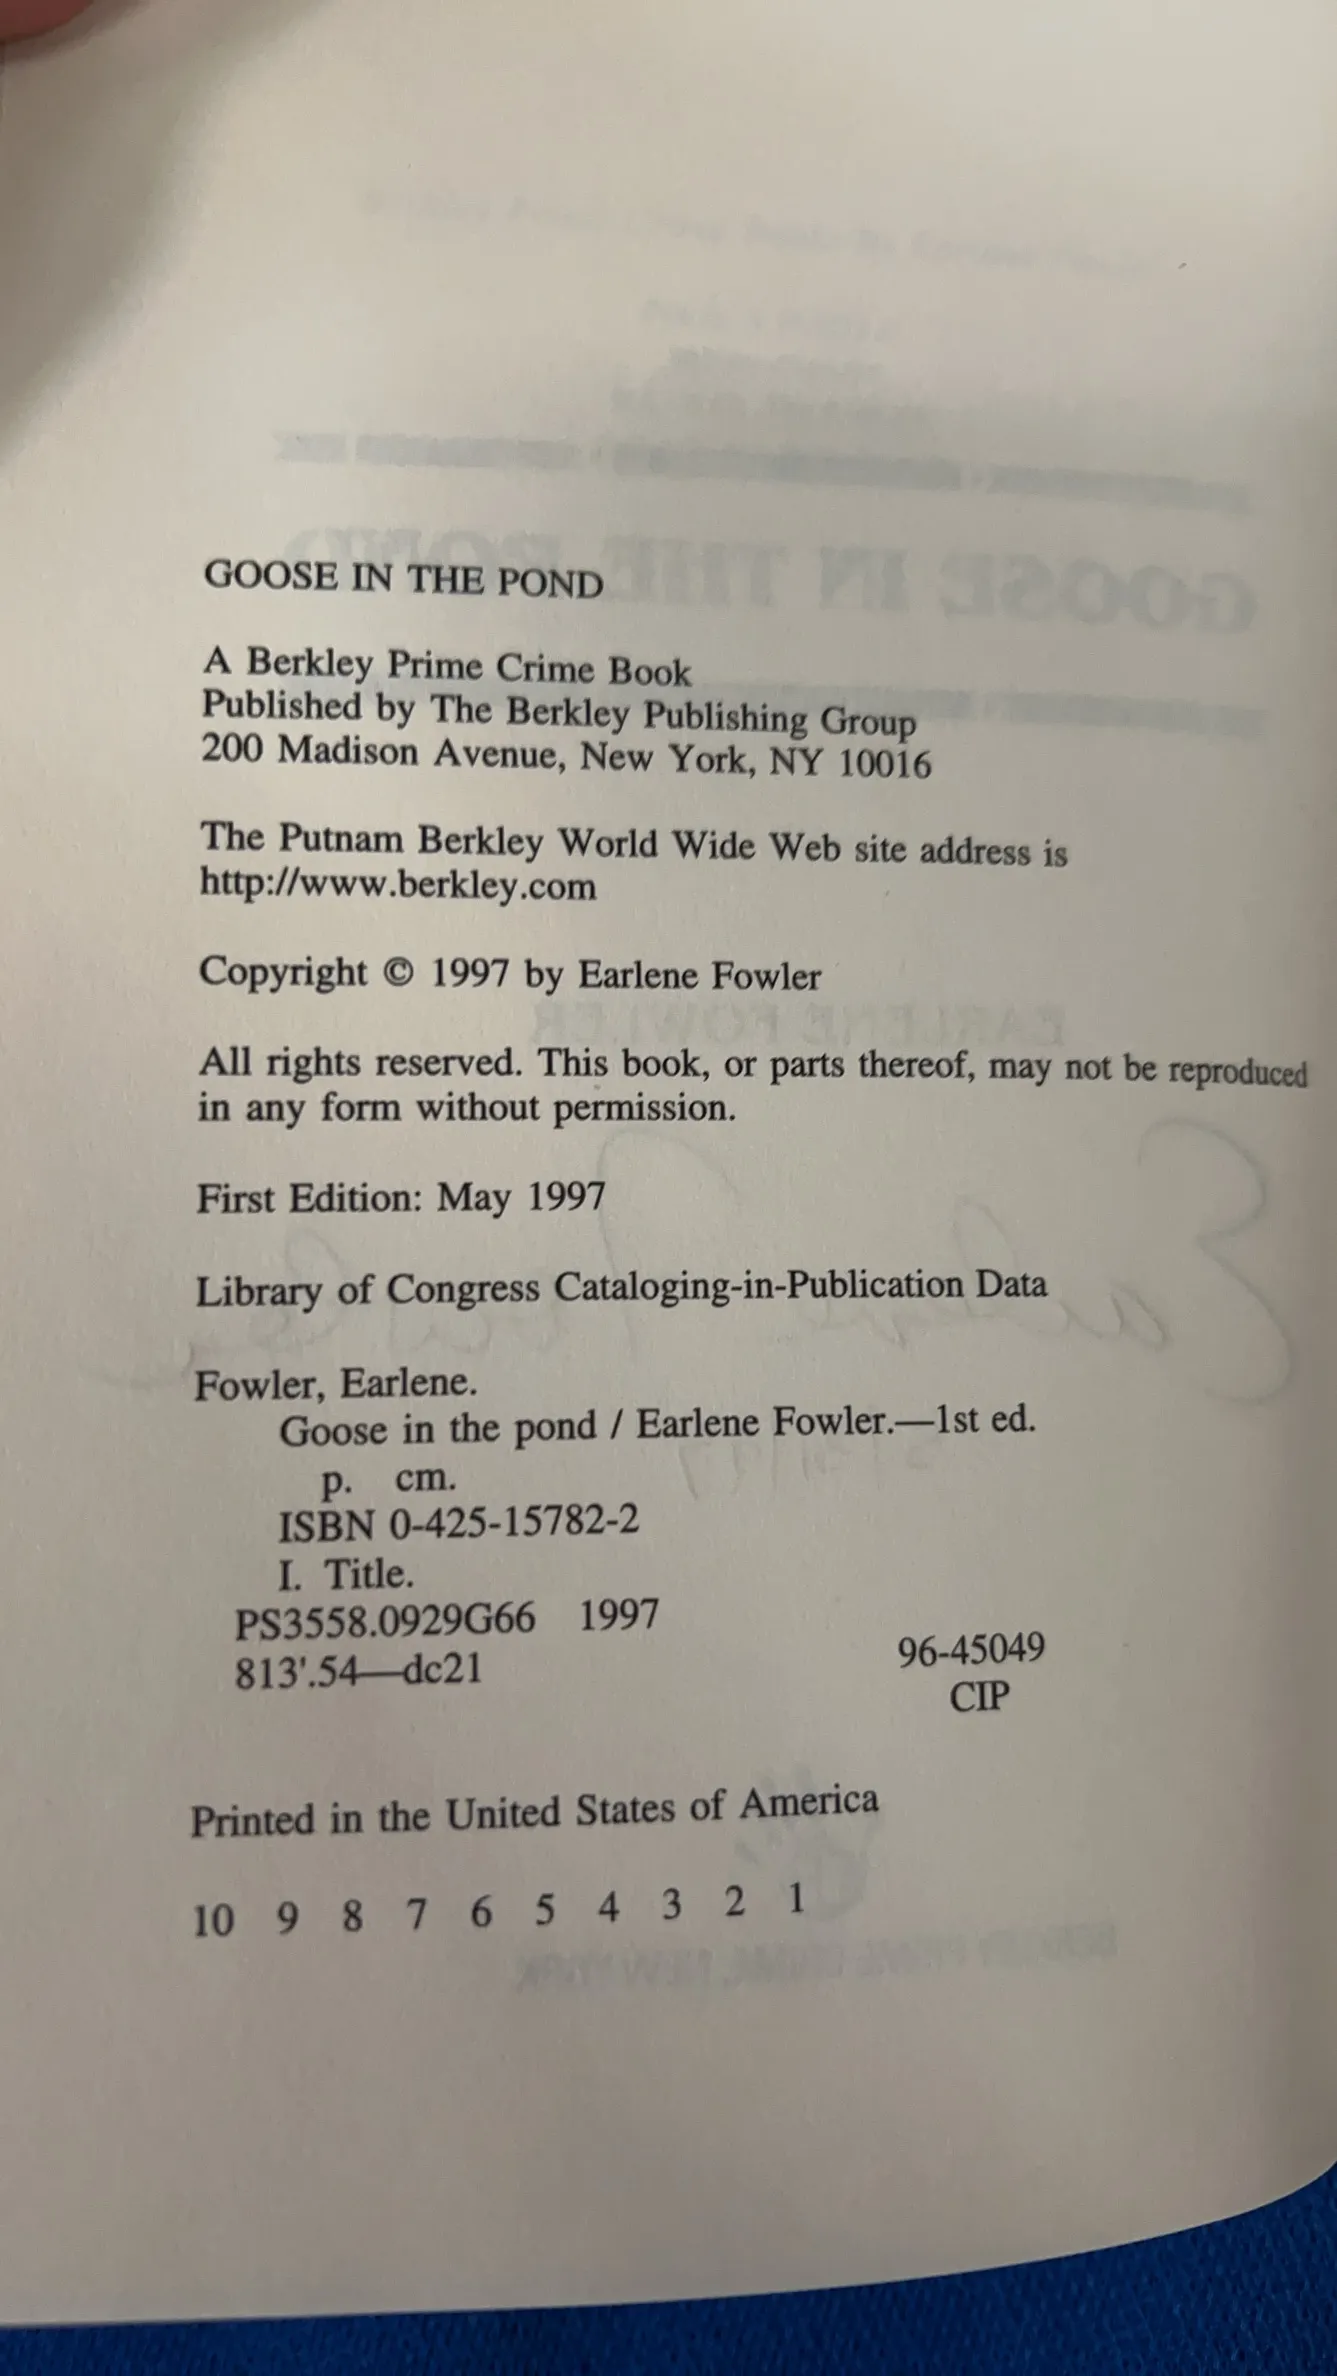 GOOSE IN THE POND
A Berkley Prime Crime Book
Published by The Berkley Publishing Group
200 Madison Avenue, New York, NY 10016
The Putnam Berkley World Wide Web site address is
http://www.berkley.com
Copyright © 1997 by Earlene Fowler
All rights reserved. This book, or parts thereof, may not be reproduced
in any form without permission.
First Edition: May 1997
Library of Congress Cataloging-in-Publication Data
Fowler, Earlene.
Goose in the pond / Earlene Fowler.—1st ed.
p. cm.
ISBN 0-425-15782-2
I. Title.
PS3558.0929G66 1997
813'.54—dc21
96-45049
CIP
Printed in the United States of America
10 9 8 7 6 5 4 3 2 1